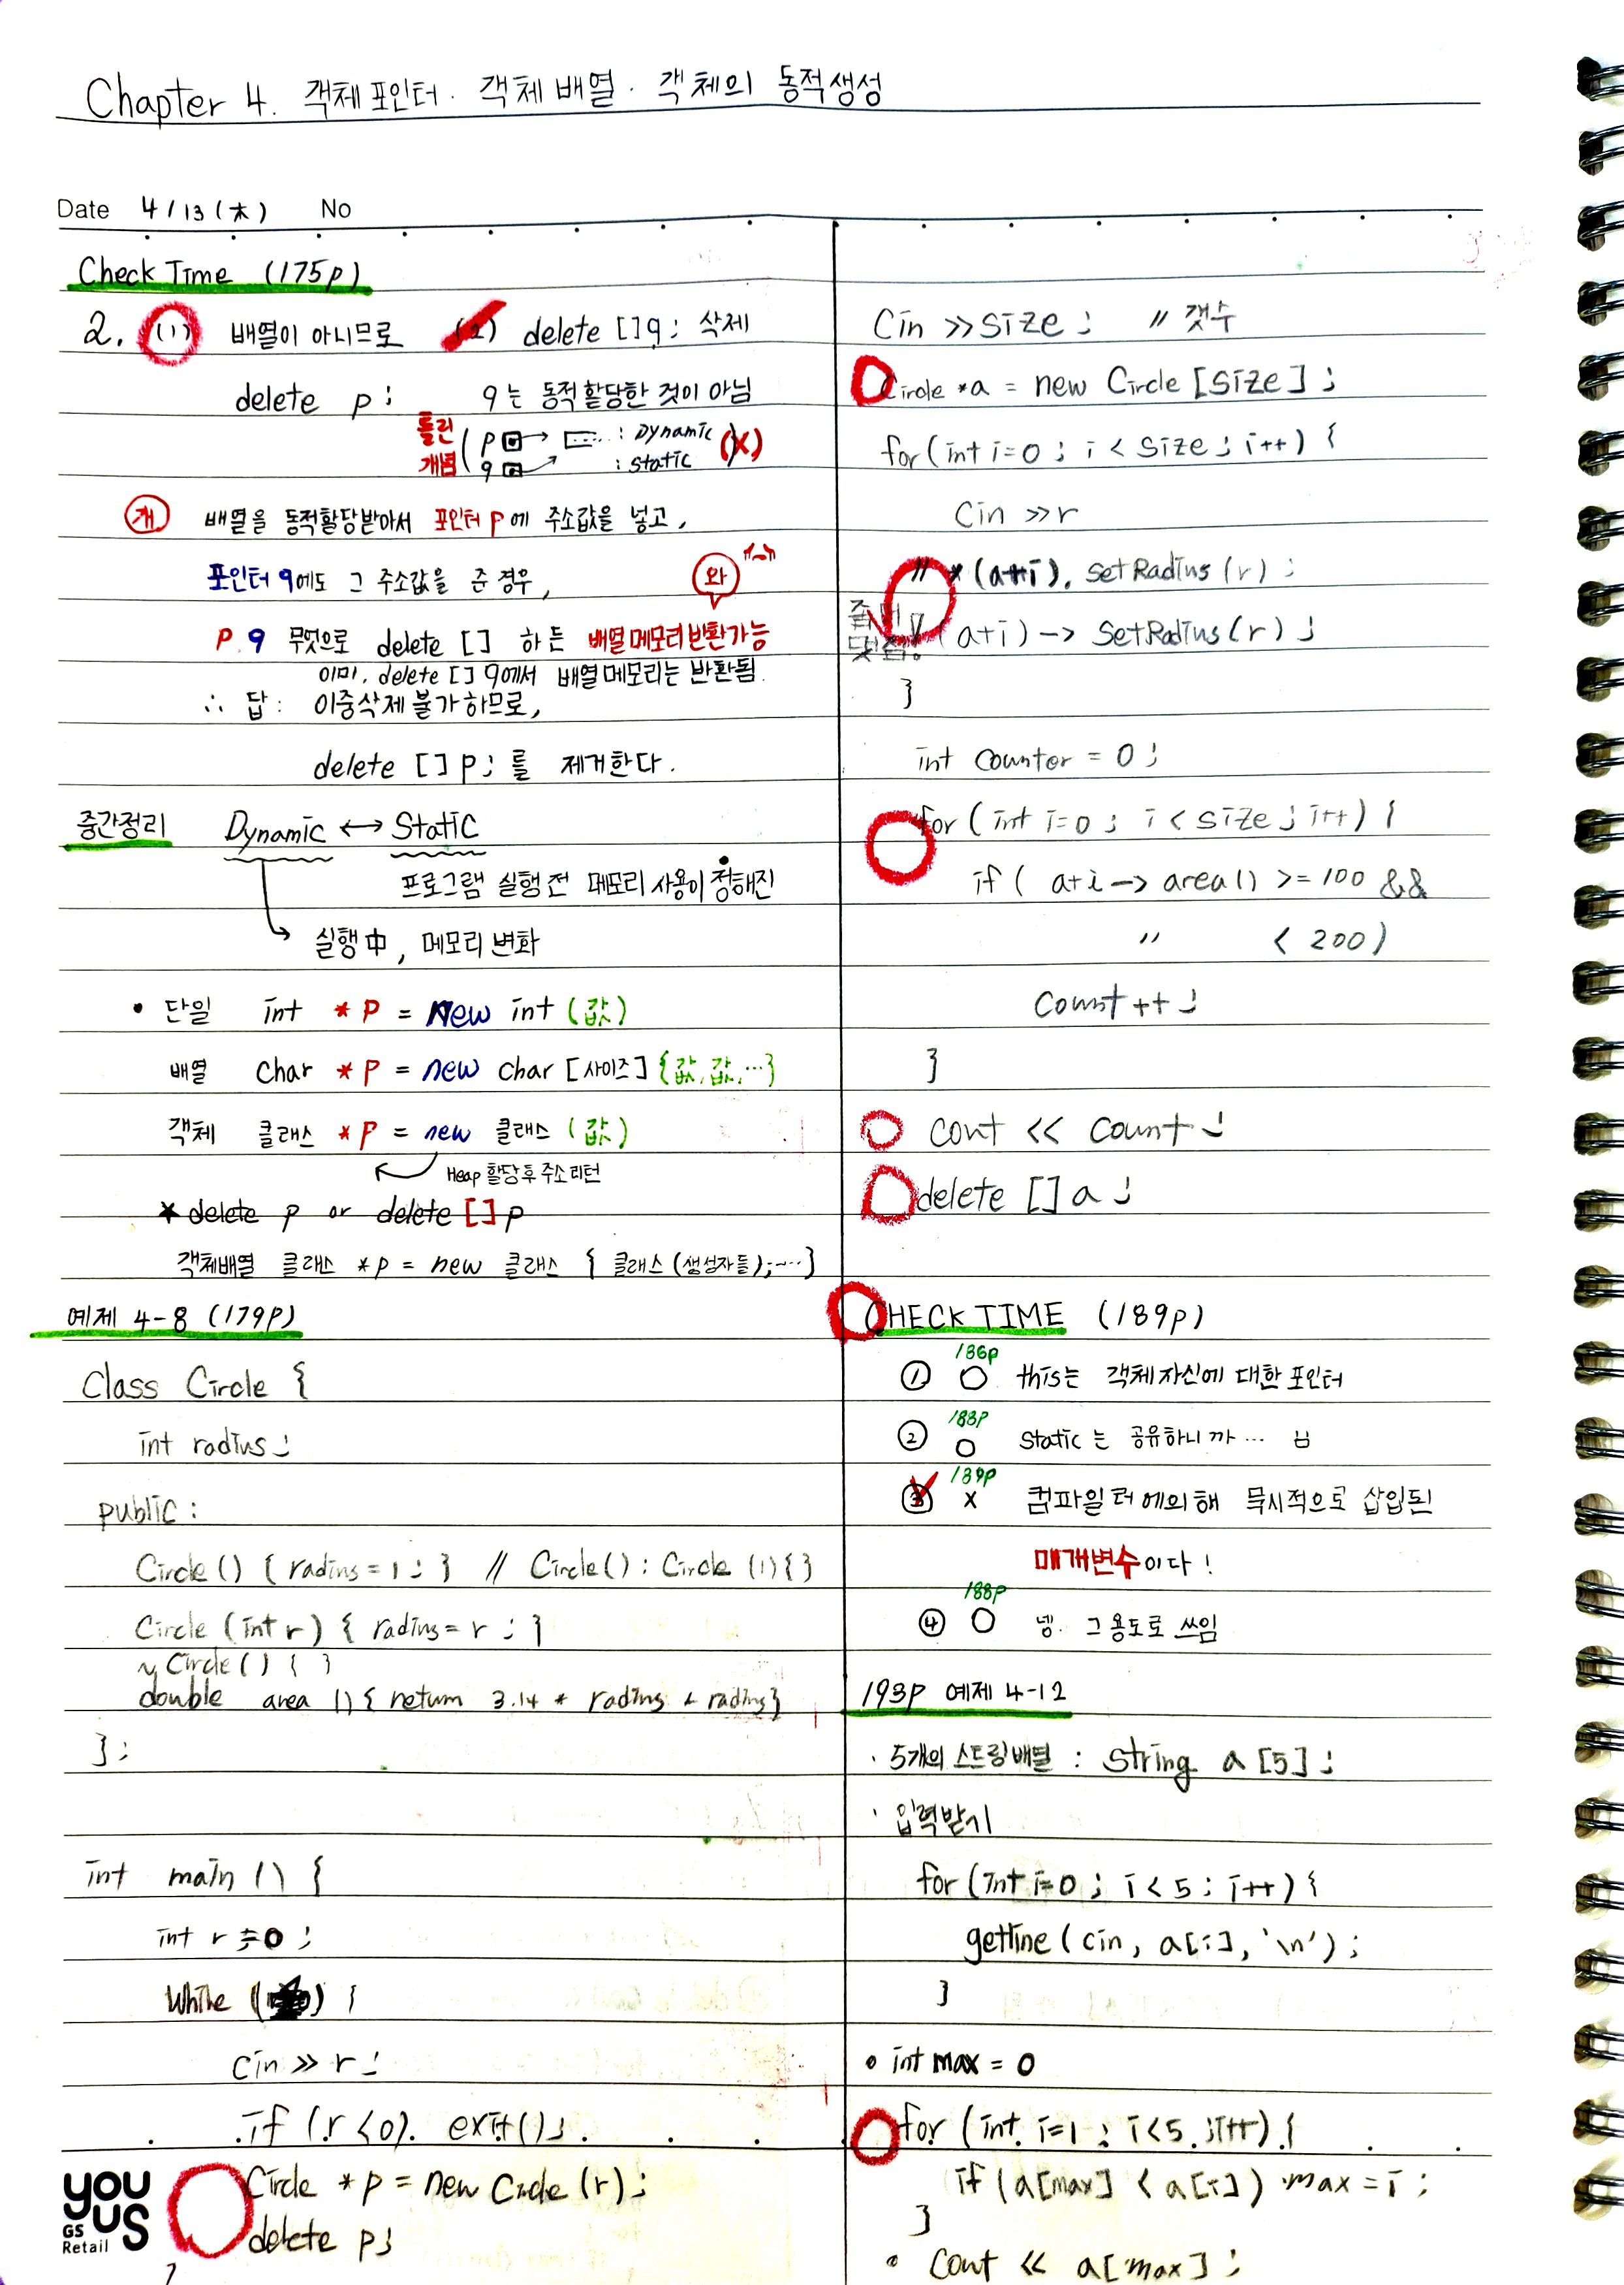 Chapter 4. 객체 포인터. 객체 배열. 객체의 동적생성
Date 4/13 (木) No
Check Time (175p)
2. (1) 배열이 아니므로 (2) delete []q; 삭제
delete p; q는 동적 할당한 것이 아님
틀린 개념 ( p → : Dynamic (X)
q : static
개 배열을 동적할당받아서 포인터 p에 주소값을 넣고,
포인터 q에도 그 주소값을 준 경우,
와
p. q 무엇으로 delete [] 하든 배열메모리반환가능
이미, delete [] q에서 배열메모리는 반환됨.
∴ 답: 이중삭제 불가하므로,
delete [] p; 를 제거한다.
중간정리 Dynamic ↔ Static
프로그램 실행 전 메모리 사용이 정해진
실행中, 메모리 변화
• 단일 int * p = new int (값)
배열 char * p = new char [사이즈] {값, 값, …}
객체 클래스 * p = new 클래스 (값)
Heap 할당후 주소 리턴
★ delete p or delete [] p
객체배열 클래스 *p = new 클래스 { 클래스(생성자들);…}
예제 4-8 (179p)
Class Circle {
int radius;
public:
Circle () { radius = 1; } // Circle() : Circle (1) { }
Circle (int r) { radius = r ; }
~ Circle () { }
double area () { return 3.14 * radius * radius}
};
int main () {
int r = 0 ;
While ( ) {
cin >> r;
if (r < 0) exit();
Circle *p = new Circle (r);
delete p;
Cin >> size ; // 갯수
Circle *a = new Circle [size] ;
for (int i=0 ; i < size ; i++) {
Cin >> r
// * (a+i). setRadius (r) ;
(a+i) -> SetRadius (r) ;
}
int counter = 0 ;
for ( int i=0 ; i < size ; i++) {
if ( a+i -> area() >= 100 &&
〃 < 200)
Count ++ ;
}
cout << count ;
delete [] a ;
CHECK TIME (189p)
① 186p ○ this는 객체자신에 대한 포인터
② 188p ○ static 는 공유하니까 …
③ 189p x 컴파일터에의해 묵시적으로 삽입된
매개변수이다!
④ 188p ○ 넹. 그 용도로 쓰임
193p 예제 4-12
· 5개의 스트링배열 : string a [5] ;
· 입력받기
for (int i=0 ; i < 5 ; i++) {
getline (cin, a[i], '\n') ;
}
• int max = 0
for (int i=1 ; i<5 ; i++) {
if (a[max] < a[i]) max = i ;
}
• Cout << a[max] ;
you us
GS
Retail